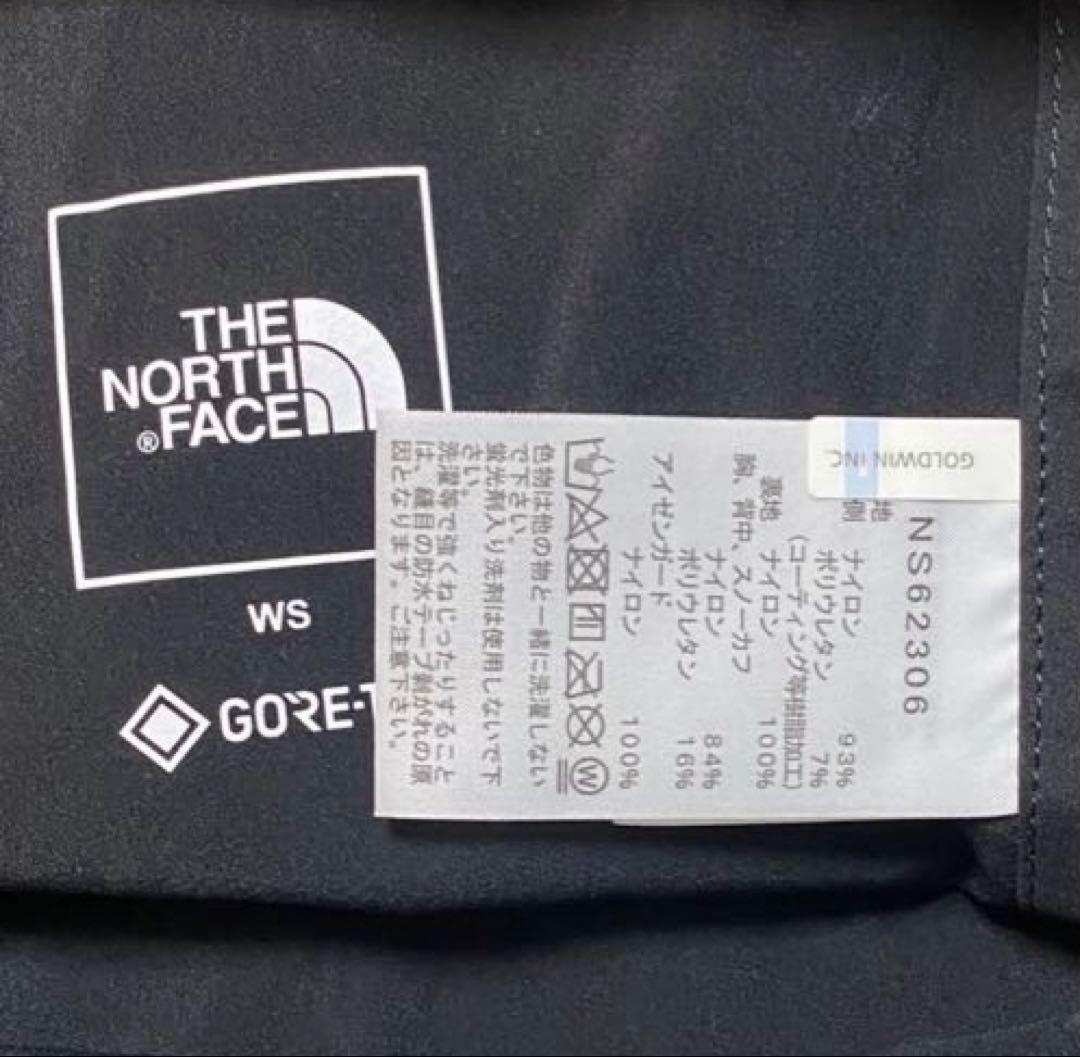 THE
NORTH
®FACE
WS
GORE-T
GOLDWIN INC.
NS62306
地
側
ナイロン 93%
ポリウレタン 7%
(コーティング等樹脂加工)
裏地
ナイロン 100%
胸、背中、スノーカフ
ナイロン 84%
ポリウレタン 16%
アイゼンガード
ナイロン 100%
W
色物は他の物と一緒に洗濯しない
で下さい。
蛍光剤入り洗剤は使用しないで下
さい。
洗濯等で強くねじったりすること
は、縫目の防水テープ剥がれの原
因となります。ご注意下さい。